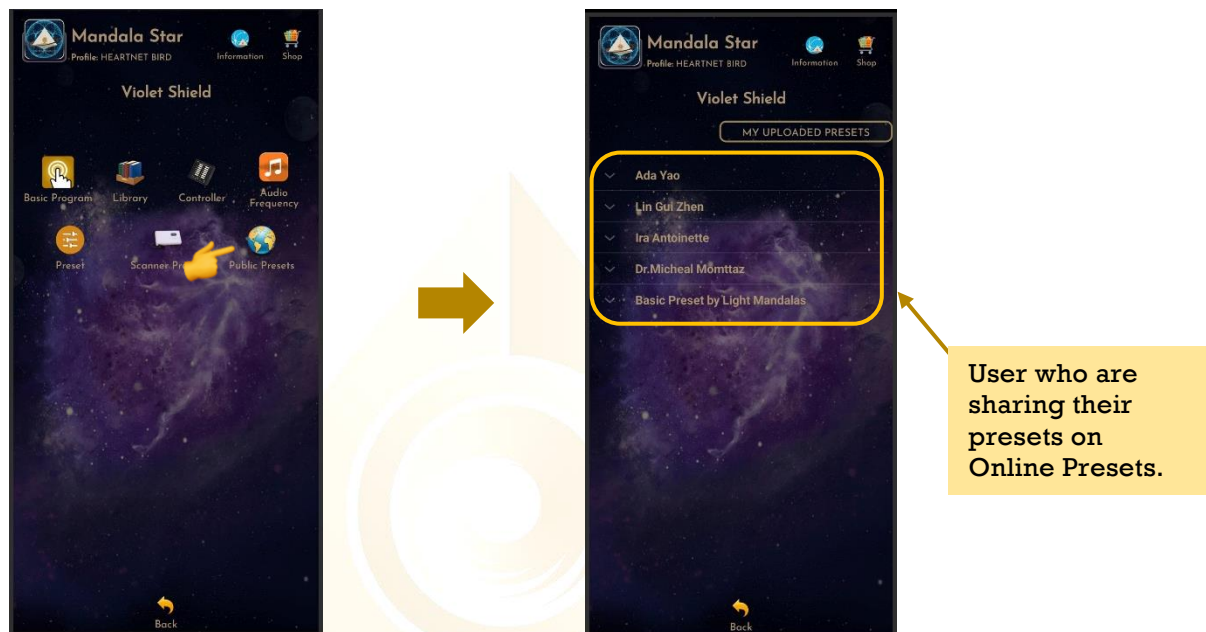 Mandala Star
Profile: HEARTNET BIRD
Information
Shop
Violet Shield
Basic Program
Library
Controller
Audio
Frequency
Preset
Scanner Pr
Public Presets
Back
Mandala Star
Profile: HEARTNET BIRD
Information
Shop
Violet Shield
MY UPLOADED PRESETS
Ada Yao
Lin Gui Zhen
Ira Antoinette
Dr.Micheal Momttaz
Basic Preset by Light Mandalas
Back
User who are
sharing their
presets on
Online Presets.